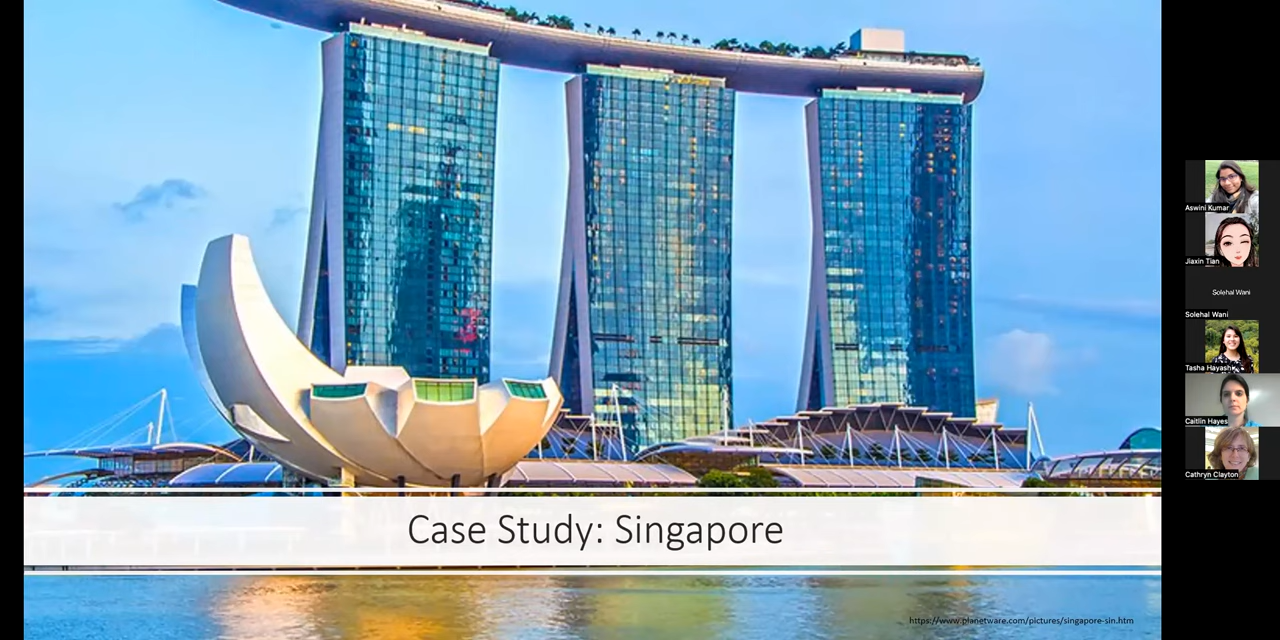 Case Study: Singapore
https://www.planetware.com/pictures/singapore-sin.htm
Aswini Kumar
Jiaxin Tian
Solehal Wani
Solehal Wani
Tasha Hayashi
Caitlin Hayes
Cathryn Clayton